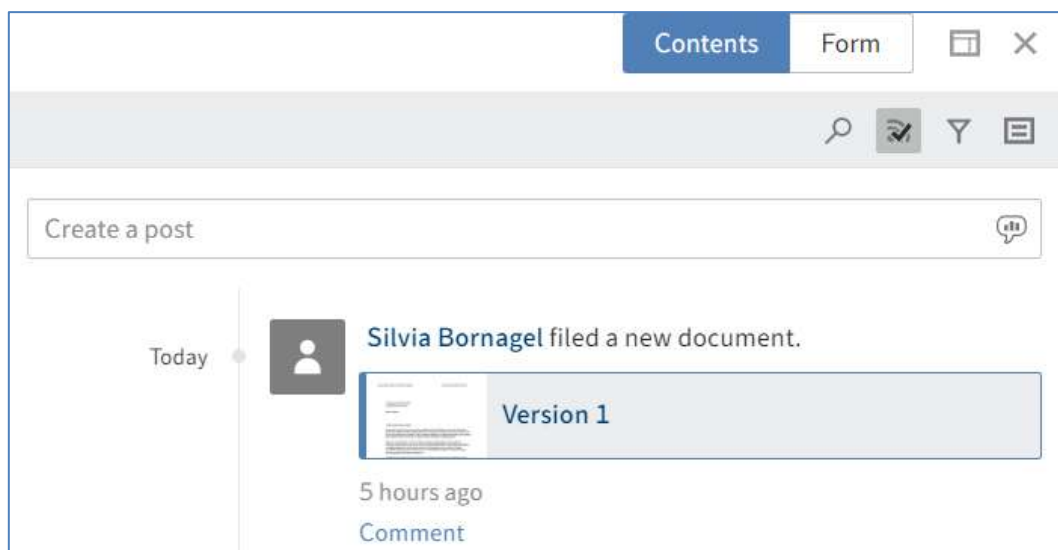 Contents Form
Create a post
Today
Silvia Bornagel filed a new document.
Version 1
5 hours ago
Comment